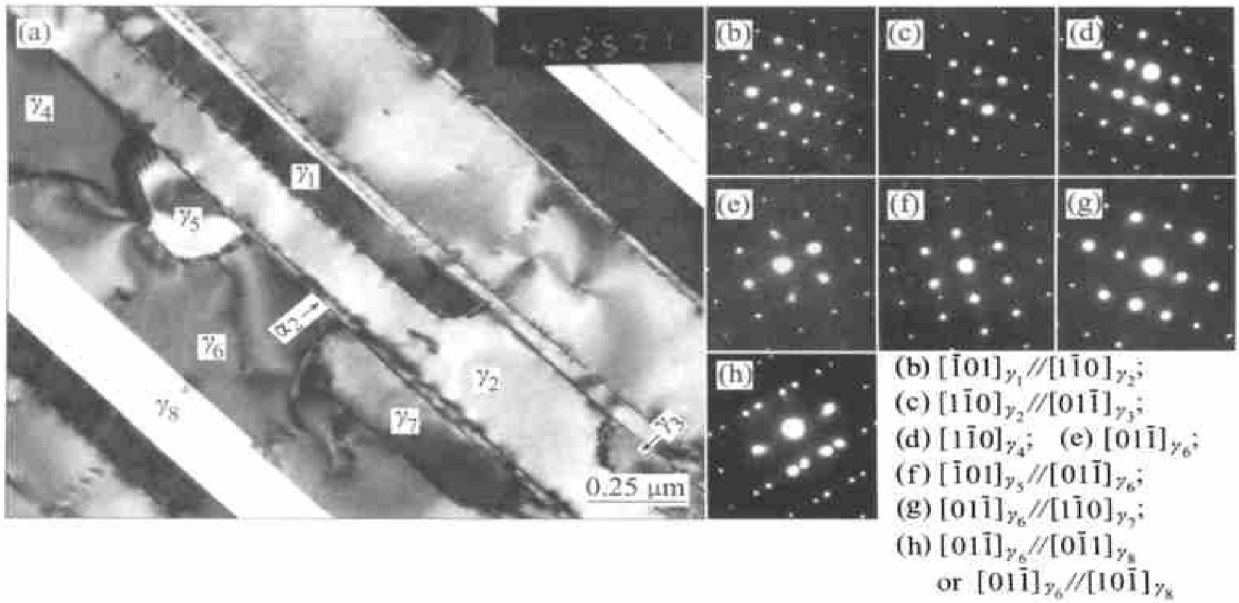 (a)
γ₄
γ₁
γ₅
α₂→
γ₆
γ₂
γ₈
γ₇
←γ₃
0.25 μm
(b)
(c)
(d)
(e)
(f)
(g)
(h)
(b) [1̄01]γ₁//[11̄0]γ₂;
(c) [11̄0]γ₂//[011̄]γ₃;
(d) [11̄0]γ₄; (e) [011̄]γ₆;
(f) [1̄01]γ₅//[011̄]γ₆;
(g) [011̄]γ₆//[11̄0]γ₇;
(h) [011̄]γ₆//[01̄1]γ₈
or [011̄]γ₆//[101̄]γ₈